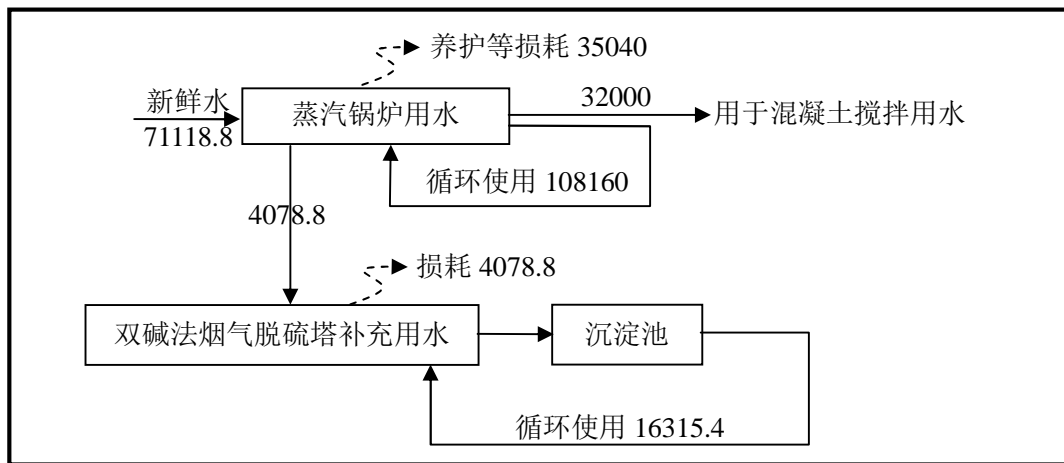 养护等损耗 35040
新鲜水
71118.8
蒸汽锅炉用水
32000
用于混凝土搅拌用水
循环使用 108160
4078.8
损耗 4078.8
双碱法烟气脱硫塔补充用水
沉淀池
循环使用 16315.4